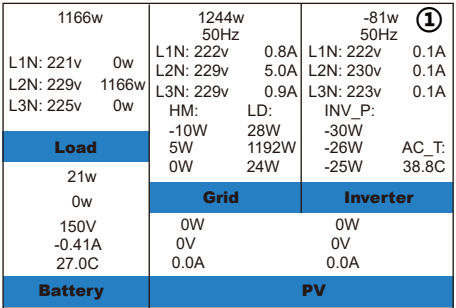 1166w
L1N: 221v 0w
L2N: 229v 1166w
L3N: 225v 0w
Load
1244w
50Hz
L1N: 222v 0.8A
L2N: 229v 5.0A
L3N: 229v 0.9A
HM: LD:
-10W 28W
5W 1192W
0W 24W
Grid
-81w ①
50Hz
L1N: 222v 0.1A
L2N: 230v 0.1A
L3N: 223v 0.1A
INV_P:
-30W
-26W AC_T:
-25W 38.8C
Inverter
21w
0w
150V
-0.41A
27.0C
Battery
0W 0W
0V 0V
0.0A 0.0A
PV